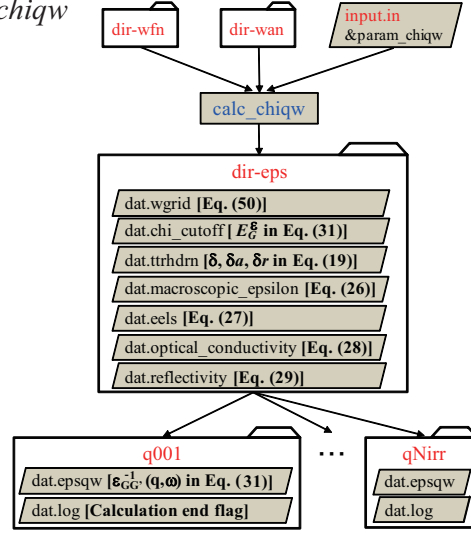 chiqw
dir-wfn
dir-wan
input.in
&param_chiqw
calc_chiqw
dir-eps
dat.wgrid [Eq. (50)]
dat.chi_cutoff [ E_G^ε in Eq. (31)]
dat.ttrhdrn [δ, δa, δr in Eq. (19)]
dat.macroscopic_epsilon [Eq. (26)]
dat.eels [Eq. (27)]
dat.optical_conductivity [Eq. (28)]
dat.reflectivity [Eq. (29)]
q001
dat.epsqw [ε_{GG'}^{-1}(q,ω) in Eq. (31)]
dat.log [Calculation end flag]
...
qNirr
dat.epsqw
dat.log